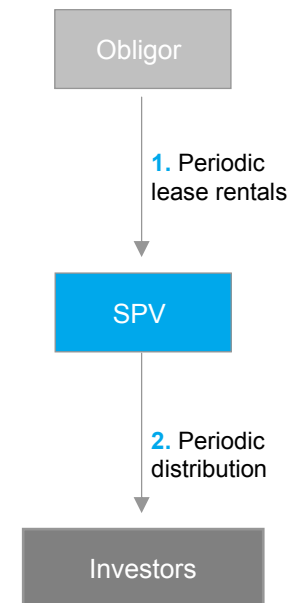 Obligor
1. Periodic
lease rentals
SPV
2. Periodic
distribution
Investors